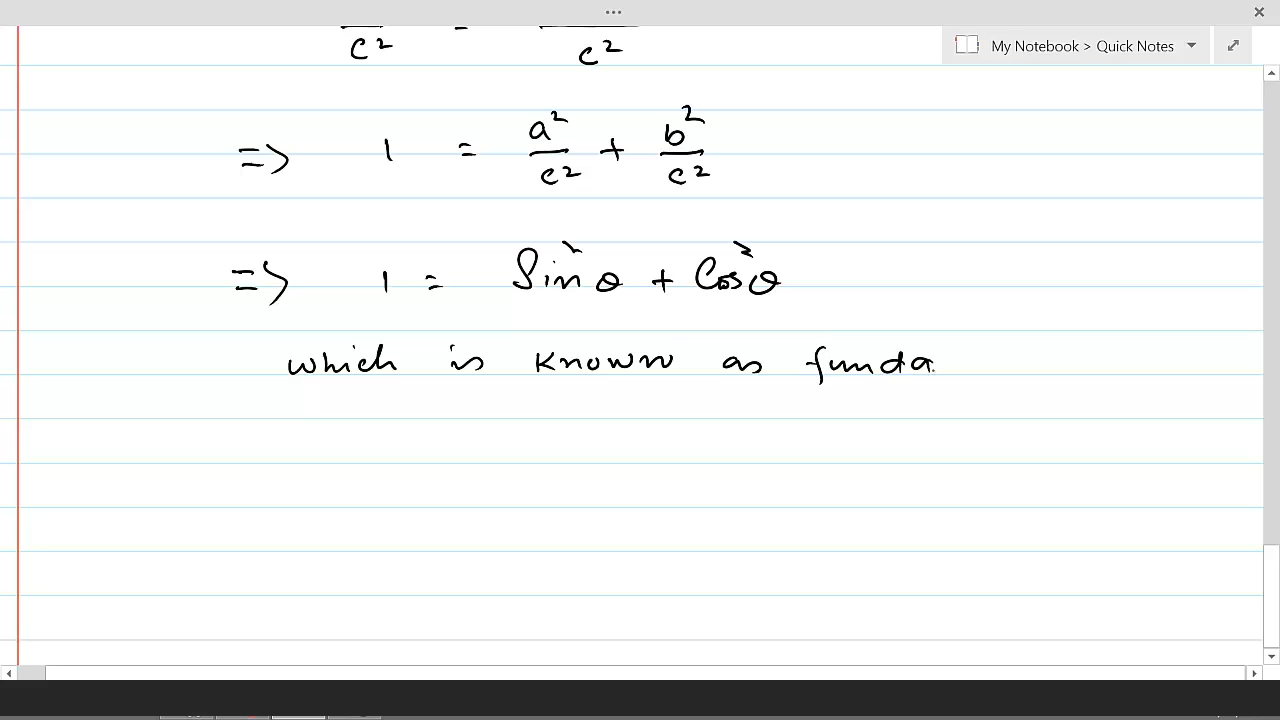 ...
My Notebook > Quick Notes
c² = c²
=> 1 = a²/c² + b²/c²
=> 1 = Sin²θ + Cos²θ
which is known as funda